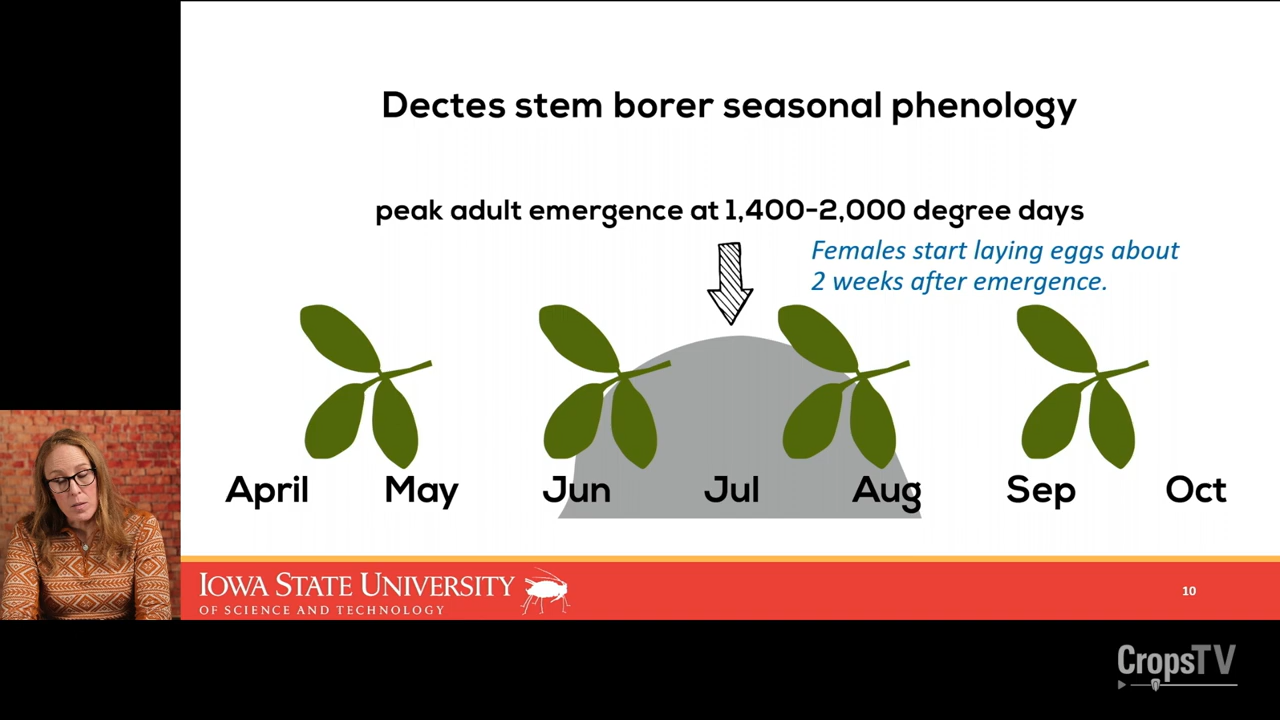 Dectes stem borer seasonal phenology
peak adult emergence at 1,400-2,000 degree days
Females start laying eggs about
2 weeks after emergence.
April May Jun Jul Aug Sep Oct
IOWA STATE UNIVERSITY
OF SCIENCE AND TECHNOLOGY
10
CropsTV